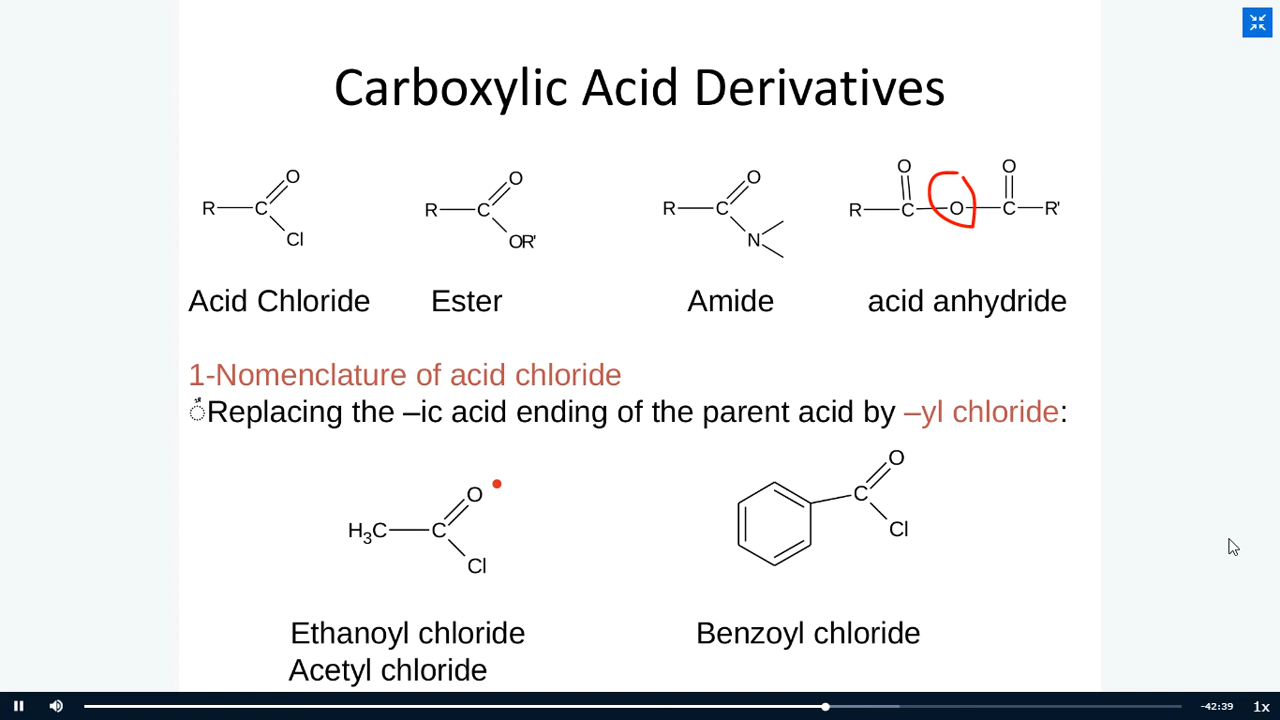 Carboxylic Acid Derivatives
R C O Cl
R C O OR'
R C O N
R C O O C O R'
Acid Chloride Ester Amide acid anhydride
1-Nomenclature of acid chloride
Replacing the –ic acid ending of the parent acid by –yl chloride:
H3C C O Cl
C O Cl
Ethanoyl chloride Benzoyl chloride
Acetyl chloride
-42:39 1x